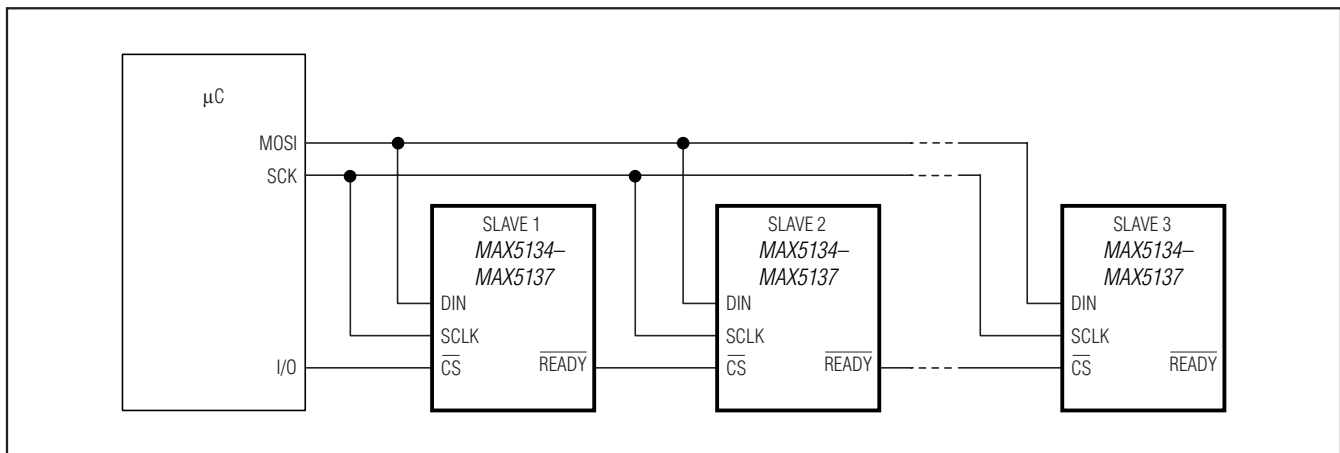 μC
MOSI
SCK
I/O
SLAVE 1
MAX5134–
MAX5137
DIN
SCLK
CS
READY
SLAVE 2
MAX5134–
MAX5137
DIN
SCLK
CS
READY
SLAVE 3
MAX5134–
MAX5137
DIN
SCLK
CS
READY